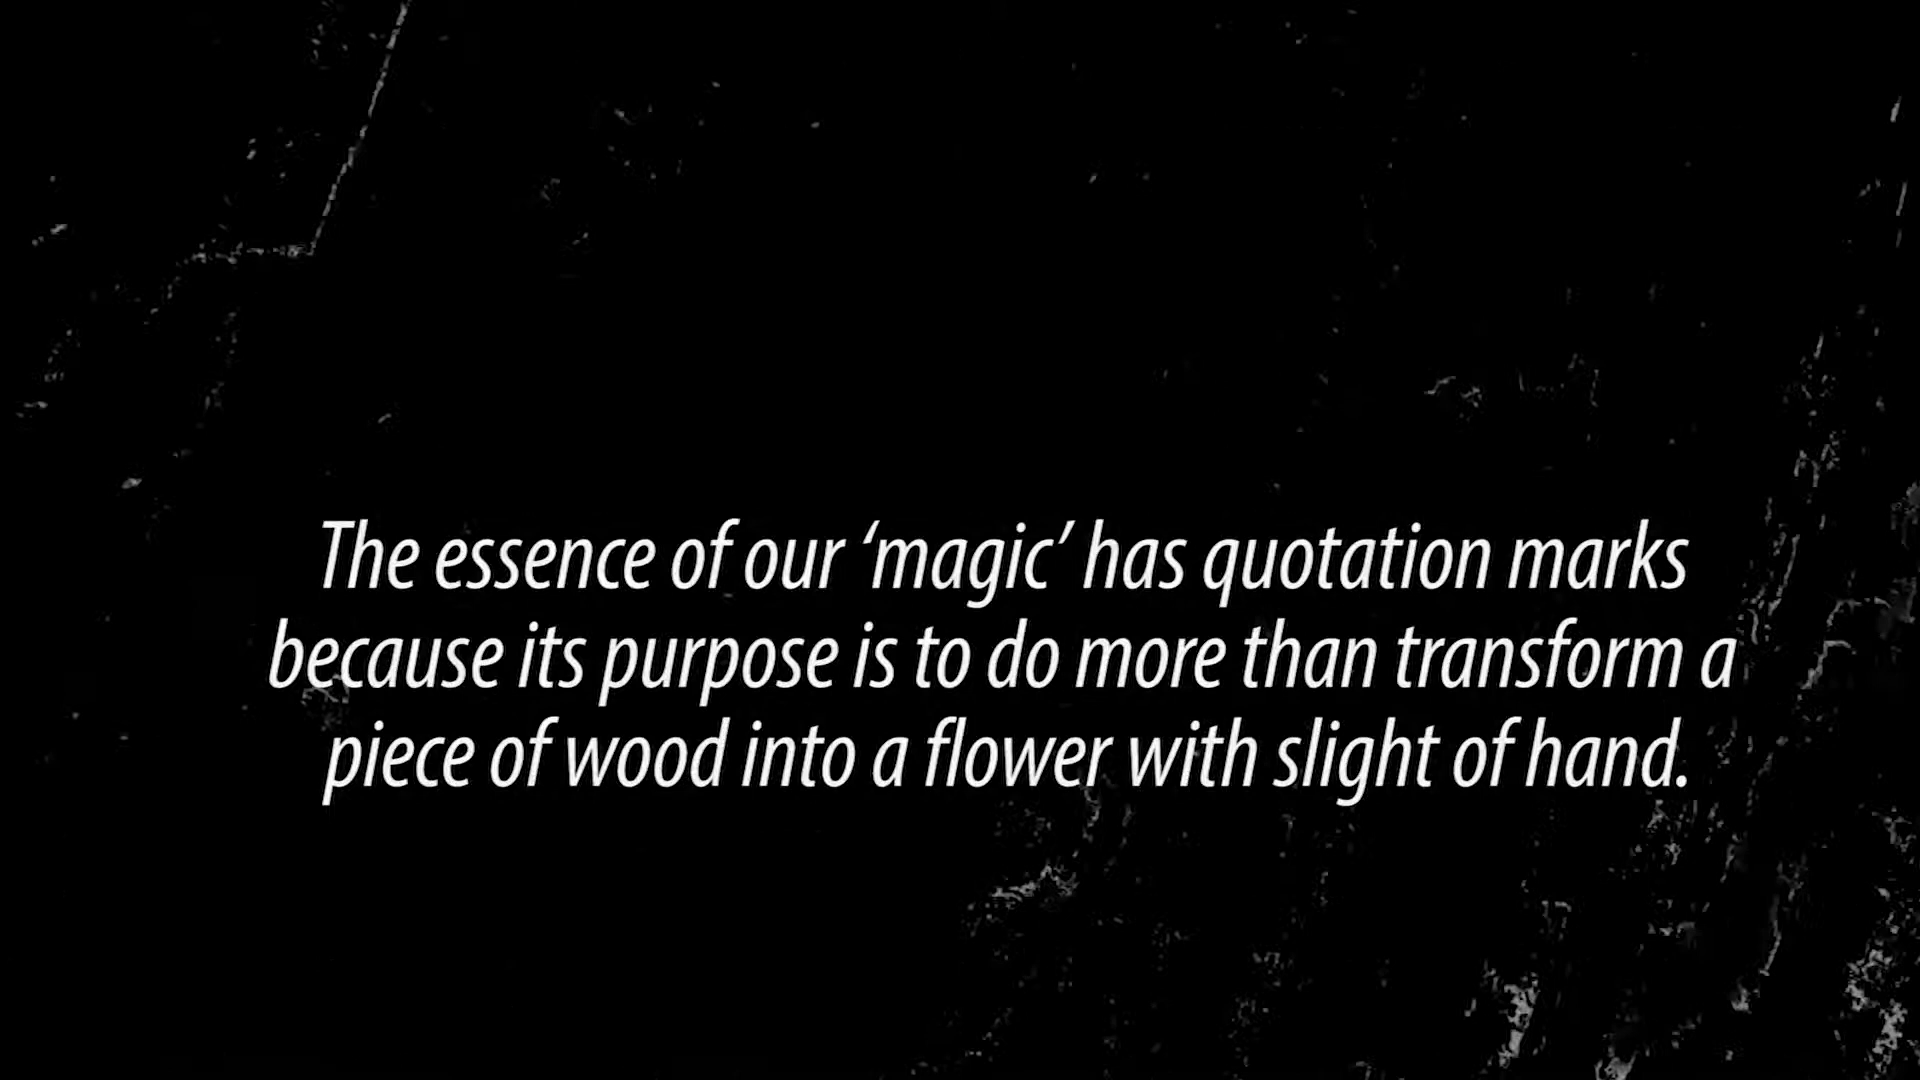 The essence of our ‘magic’ has quotation marks
because its purpose is to do more than transform a
piece of wood into a flower with slight of hand.